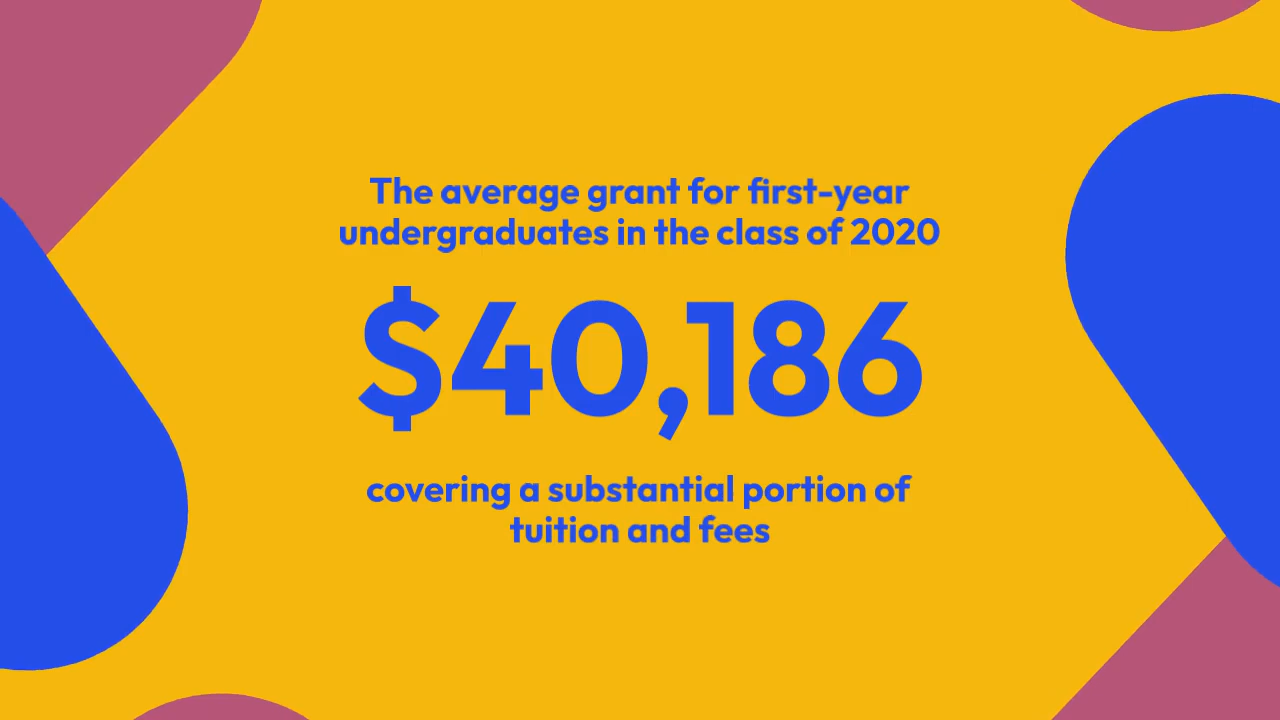 The average grant for first-year
undergraduates in the class of 2020
$40,186
covering a substantial portion of
tuition and fees